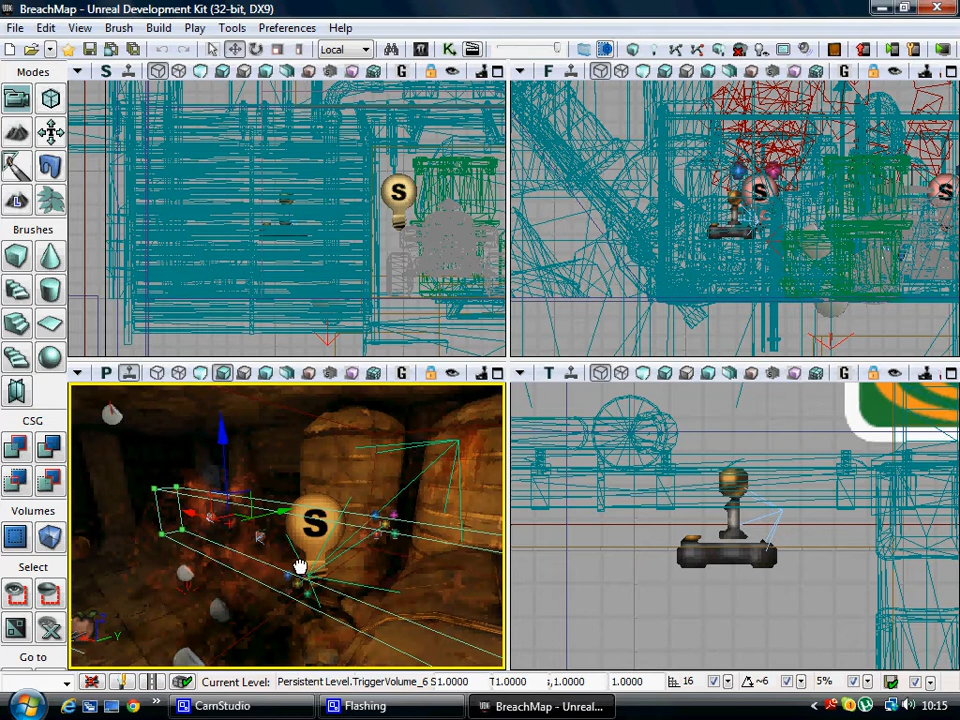 BreachMap - Unreal Development Kit (32-bit, DX9)
File Edit View Brush Build Play Tools Preferences Help
Local
Modes
S G
F G
S
S
S
Brushes
P G
T G
CSG
S
Volumes
Select
Z
Y
Go to
Current Level: Persistent Level.TriggerVolume_6 S1.0000 1.0000 1.0000 1.0000 16 ~6 5%
CamStudio
Flashing
BreachMap - Unreal...
10:15